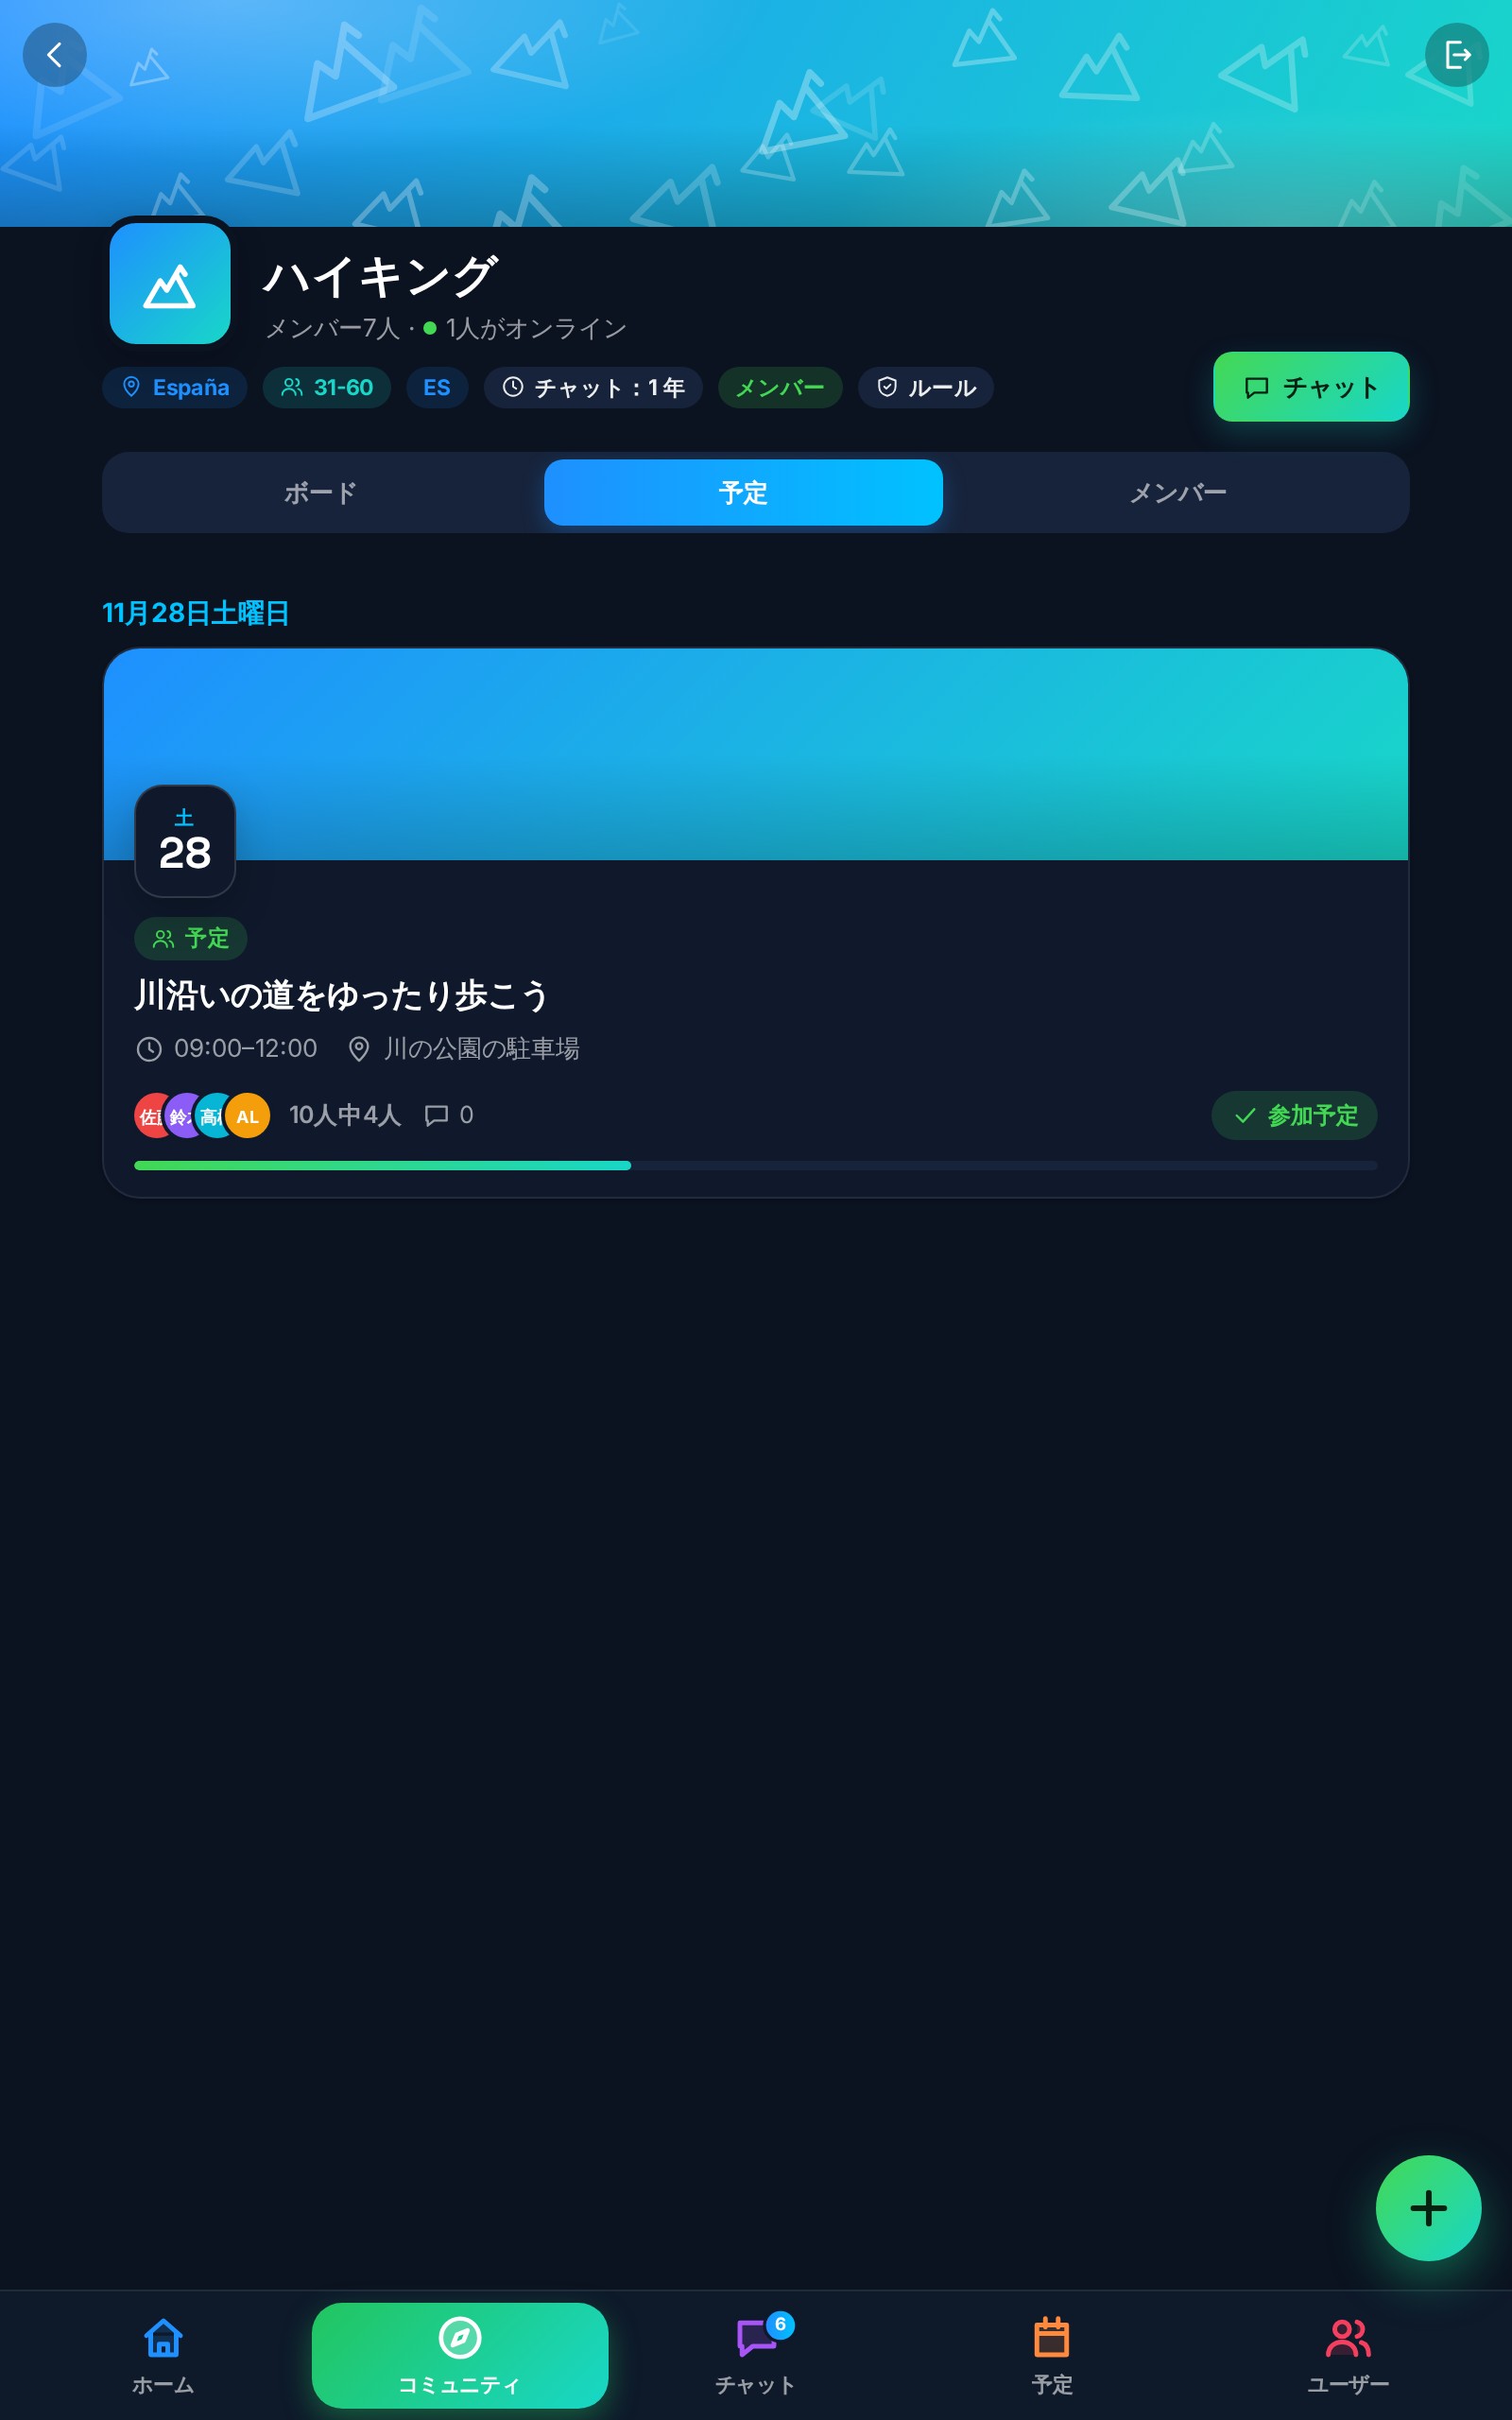 ハイキング
メンバー7人 · 1人がオンライン
España 31-60 ES チャット：1年 メンバー ルール チャット
ボード 予定 メンバー
11月28日土曜日
土
28
予定
川沿いの道をゆったり歩こう
09:00–12:00 川の公園の駐車場
高 AL 10人中4人 0 参加予定
6
ホーム コミュニティ チャット 予定 ユーザー